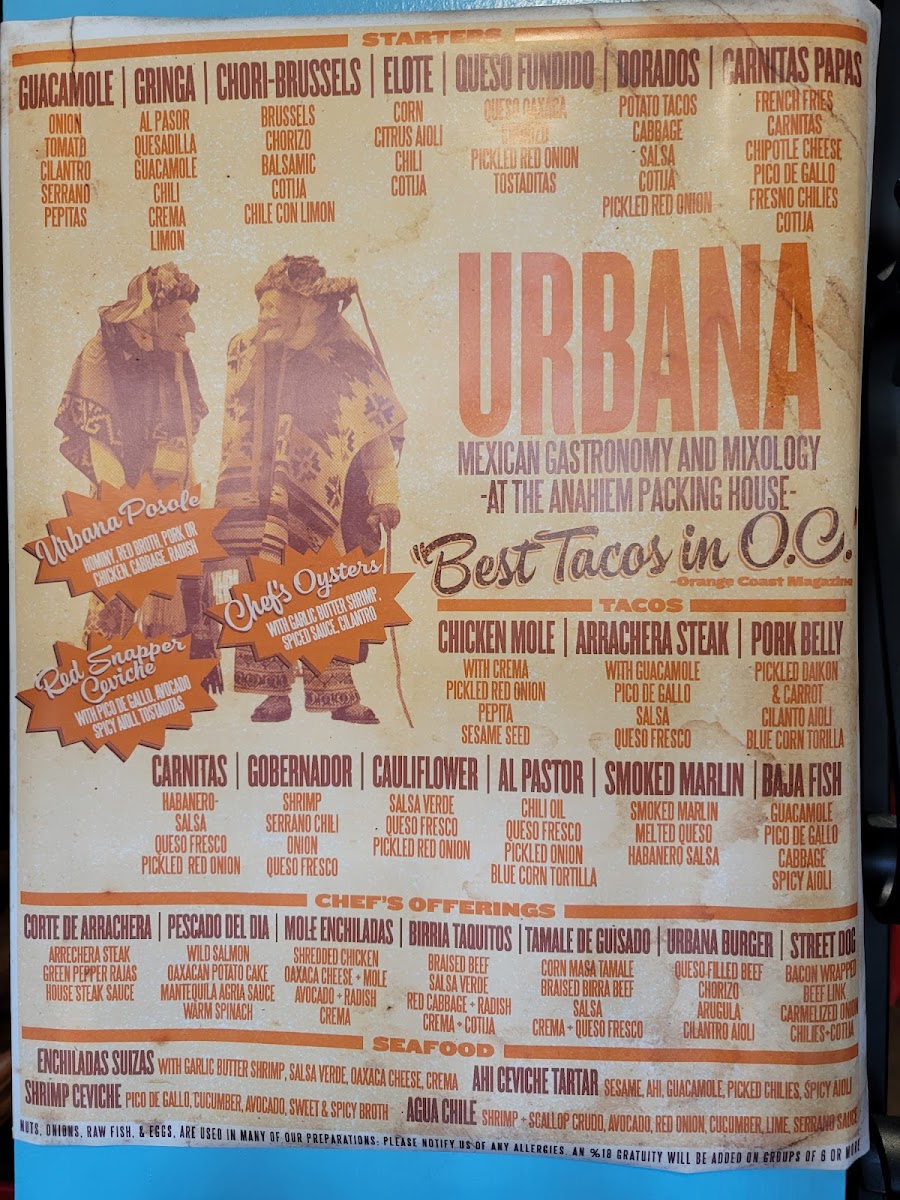 STARTERS
GUACAMOLE | GRINGA | CHORI-BRUSSELS | ELOTE | QUESO FUNDIDO | DORADOS | CARNITAS PAPAS
ONION
TOMATO
CILANTRO
SERRANO
PEPITAS
AL PASOR
QUESADILLA
GUACAMOLE
CHILI
CREMA
LIMON
BRUSSELS
CHORIZO
BALSAMIC
COTIJA
CHILE CON LIMON
CORN
CITRUS AIOLI
CHILI
COTIJA
QUESO OAXACA
CHORIZO
PICKLED RED ONION
TOSTADITAS
POTATO TACOS
CABBAGE
SALSA
COTIJA
PICKLED RED ONION
FRENCH FRIES
CARNITAS
CHIPOTLE CHEESE
PICO DE GALLO
FRESNO CHILIES
COTIJA
URBANA
MEXICAN GASTRONOMY AND MIXOLOGY
-AT THE ANAHIEM PACKING HOUSE-
"Best Tacos in O.C."
-Orange Coast Magazine
Urbana Posole
HOMINY, RED BROTH, PORK OR
CHICKEN, CABBAGE, RADISH
Chef's Oysters
WITH GARLIC BUTTER SHRIMP,
SPICED SAUCE, CILANTRO
Red Snapper
Ceviche
WITH PICO DE GALLO, AVOCADO
SPICY AIOLI, TOSTADITAS
TACOS
CHICKEN MOLE | ARRACHERA STEAK | PORK BELLY
WITH CREMA
PICKLED RED ONION
PEPITA
SESAME SEED
WITH GUACAMOLE
PICO DE GALLO
SALSA
QUESO FRESCO
PICKLED DAIKON
& CARROT
CILANTO AIOLI
BLUE CORN TORILLA
CARNITAS | GOBERNADOR | CAULIFLOWER | AL PASTOR | SMOKED MARLIN | BAJA FISH
HABANERO-
SALSA
QUESO FRESCO
PICKLED RED ONION
SHRIMP
SERRANO CHILI
ONION
QUESO FRESCO
SALSA VERDE
QUESO FRESCO
PICKLED RED ONION
CHILI OIL
QUESO FRESCO
PICKLED ONION
BLUE CORN TORTILLA
SMOKED MARLIN
MELTED QUESO
HABANERO SALSA
GUACAMOLE
PICO DE GALLO
CABBAGE
SPICY AIOLI
CHEF'S OFFERINGS
CORTE DE ARRACHERA | PESCADO DEL DIA | MOLE ENCHILADAS | BIRRIA TAQUITOS | TAMALE DE GUISADO | URBANA BURGER | STREET DOG
ARRECHERA STEAK
GREEN PEPPER RAJAS
HOUSE STEAK SAUCE
WILD SALMON
OAXACAN POTATO CAKE
MANTEQUILA AGRIA SAUCE
WARM SPINACH
SHREDDED CHICKEN
OAXACA CHEESE + MOLE
AVOCADO + RADISH
CREMA
BRAISED BEEF
SALSA VERDE
RED CABBAGE + RADISH
CREMA + COTIJA
CORN MASA TAMALE
BRAISED BIRRA BEEF
SALSA
CREMA + QUESO FRESCO
QUESO-FILLED BEEF
CHORIZO
ARUGULA
CILANTRO AIOLI
BACON WRAPPED
BEEF LINK
CARMELIZED ONION
CHILIES+COTIJA
SEAFOOD
ENCHILADAS SUIZAS WITH GARLIC BUTTER SHRIMP, SALSA VERDE, OAXACA CHEESE, CREMA AHI CEVICHE TARTAR SESAME, AHI, GUACAMOLE, PICKED CHILIES, SPICY AIOLI
SHRIMP CEVICHE PICO DE GALLO, CUCUMBER, AVOCADO, SWEET & SPICY BROTH AGUA CHILE SHRIMP + SCALLOP CRUDO, AVOCADO, RED ONION, CUCUMBER, LIME, SERRANO SAUCE
NUTS, ONIONS, RAW FISH, & EGGS, ARE USED IN MANY OF OUR PREPARATIONS; PLEASE NOTIFY US OF ANY ALLERGIES. AN %18 GRATUITY WILL BE ADDED ON GROUPS OF 6 OR MORE